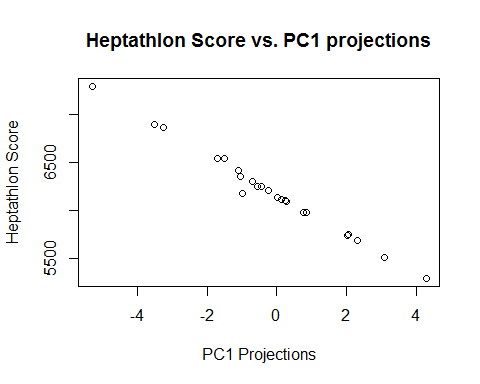 Heptathlon Score vs. PC1 projections
Heptathlon Score
6500
5500
-4 -2 0 2 4
PC1 Projections